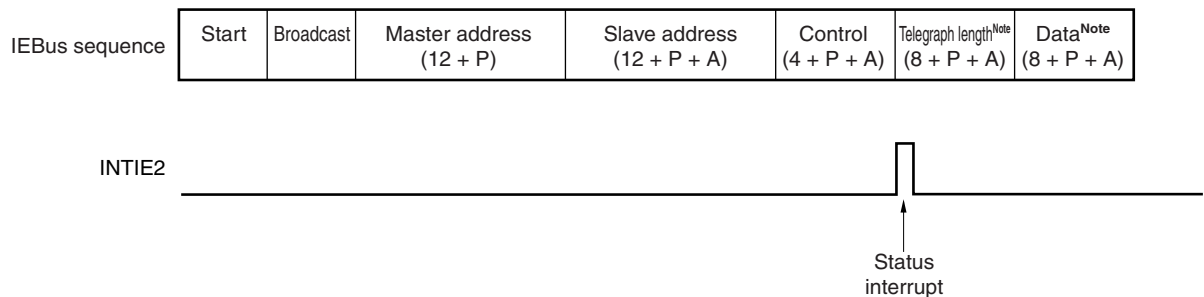 IEBus sequence
Start
Broadcast
Master address
(12 + P)
Slave address
(12 + P + A)
Control
(4 + P + A)
Telegraph lengthNote
(8 + P + A)
DataNote
(8 + P + A)
INTIE2
Status
interrupt